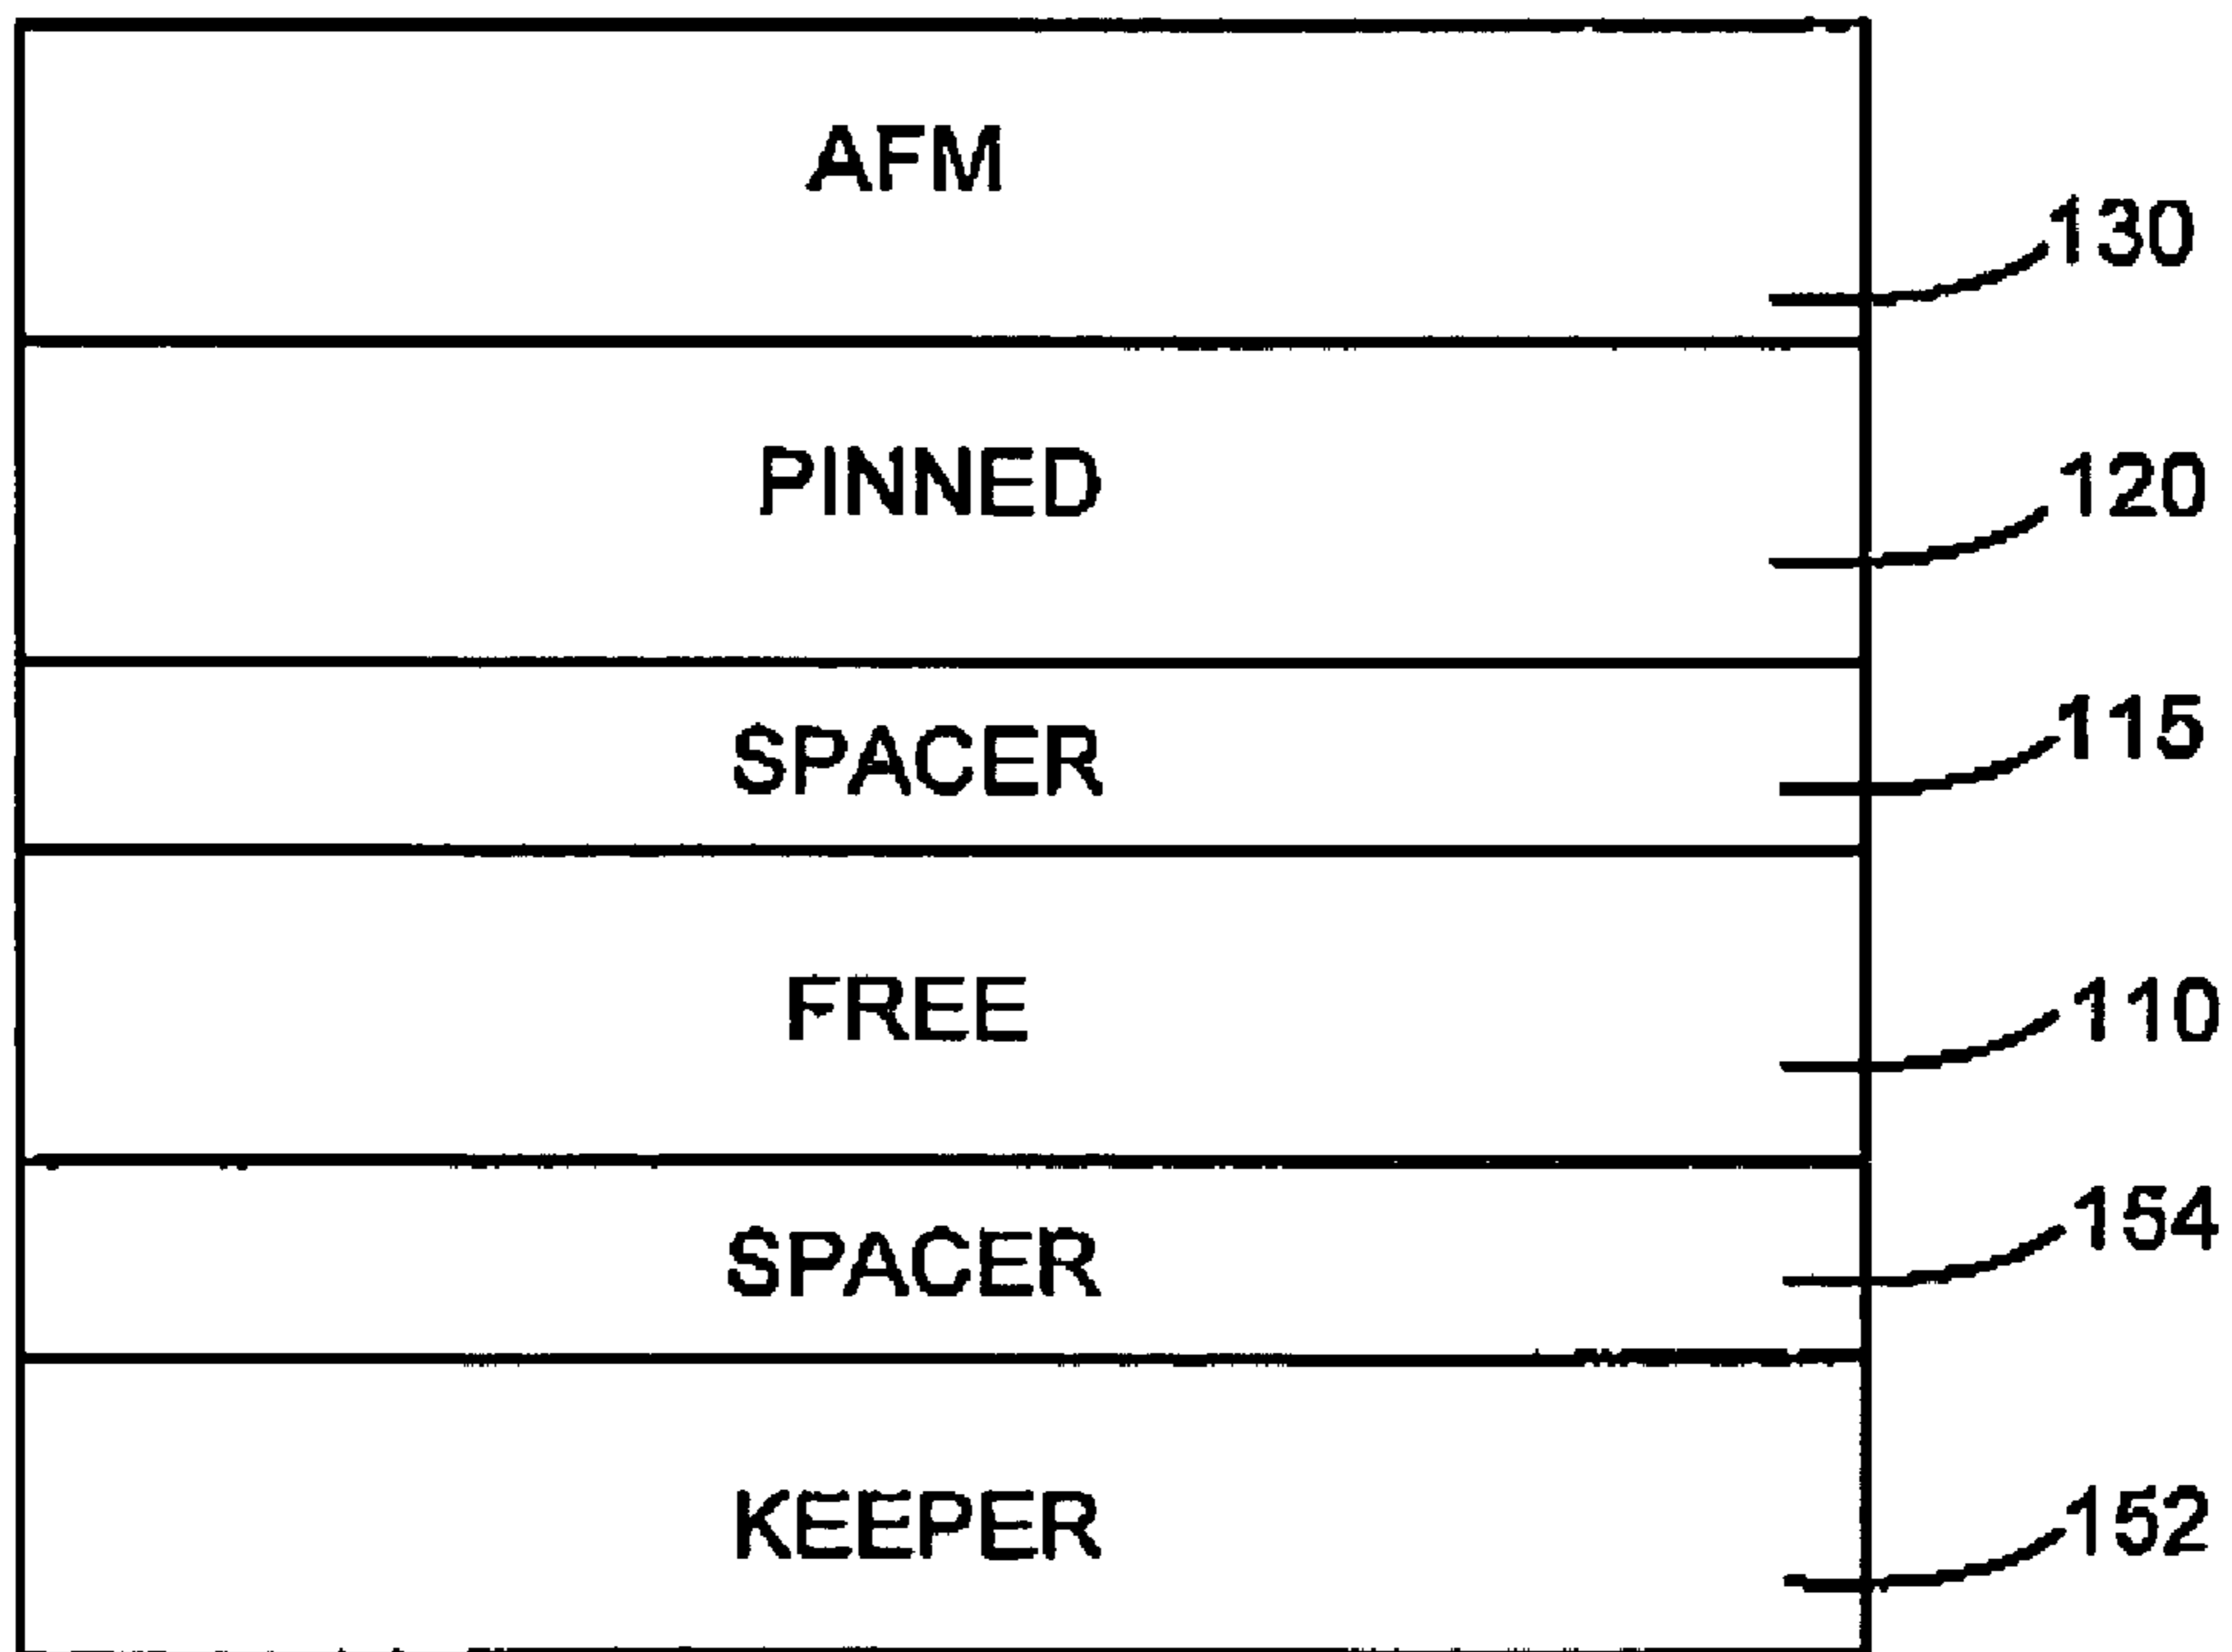 AFM
130
PINNED
120
SPACER
115
FREE
110
SPACER
154
KEEPER
152